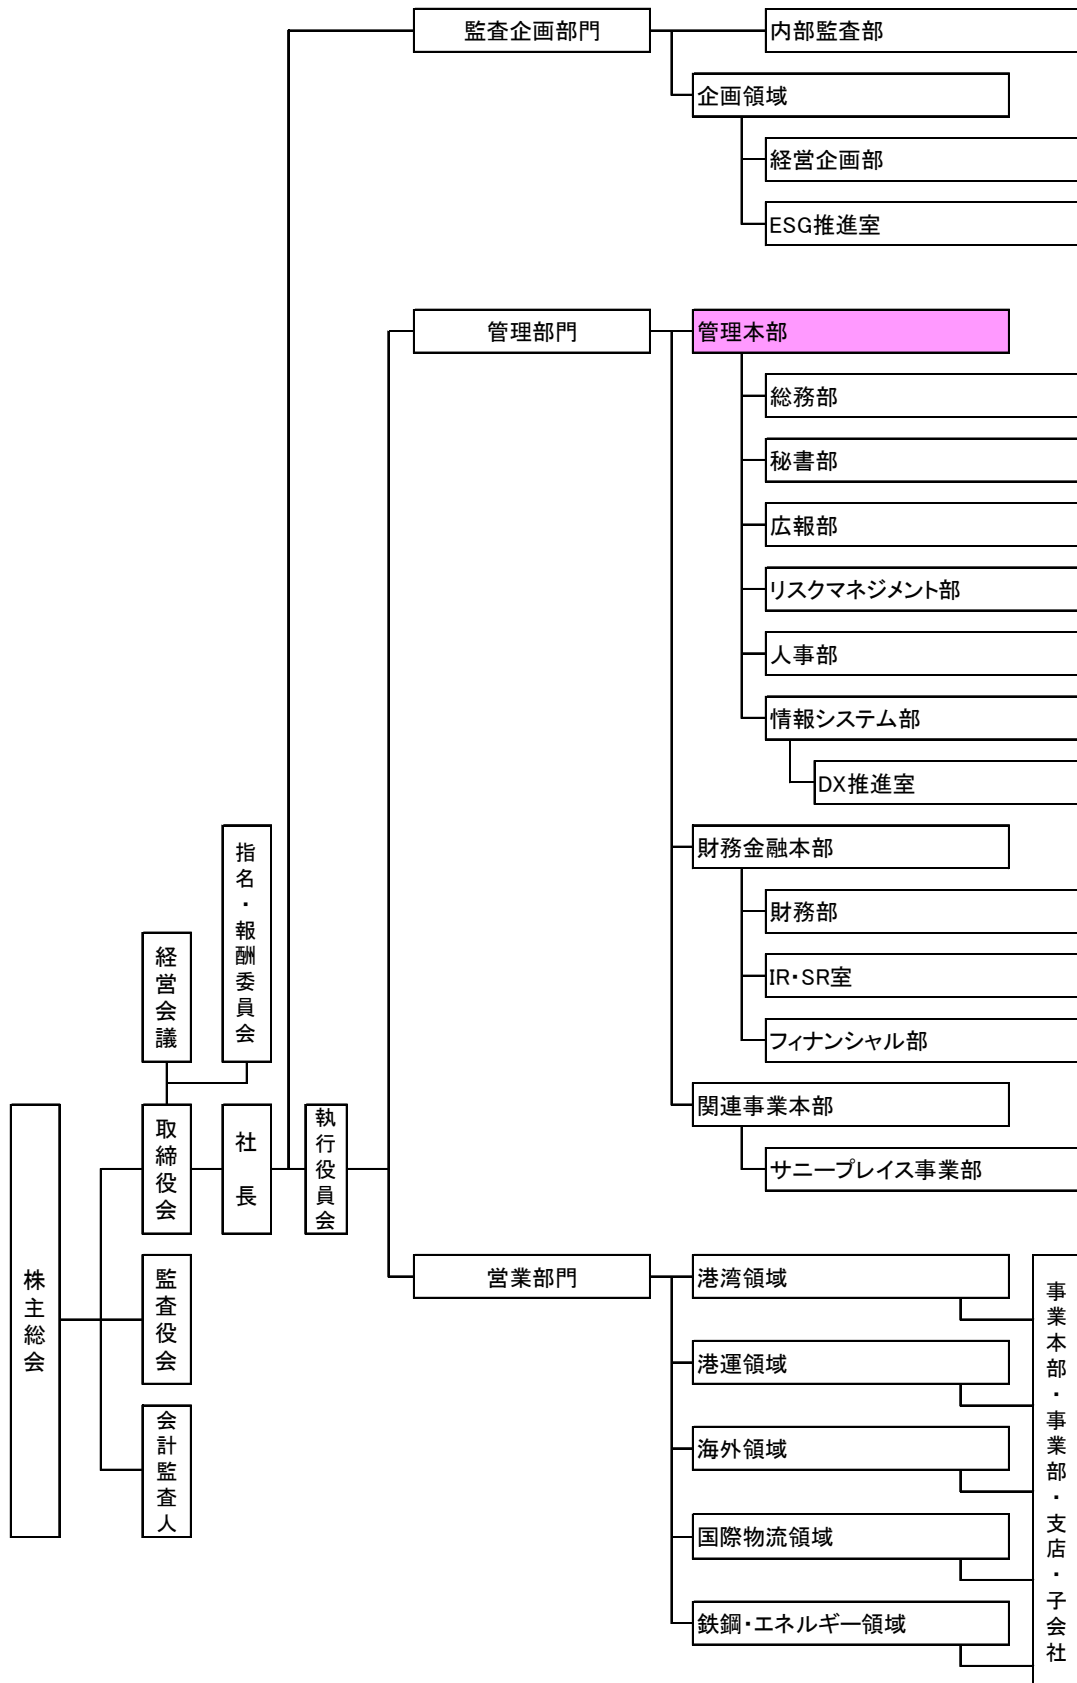 監査企画部門
内部監査部
企画領域
経営企画部
ESG推進室
管理部門
管理本部
総務部
秘書部
広報部
リスクマネジメント部
人事部
情報システム部
DX推進室
財務金融本部
財務部
IR・SR室
フィナンシャル部
関連事業本部
サニープレイス事業部
指名・報酬委員会
経営会議
取締役会
社長
執行役員会
株主総会
監査役会
会計監査人
営業部門
港湾領域
港運領域
海外領域
国際物流領域
鉄鋼・エネルギー領域
事業本部・事業部・支店・子会社